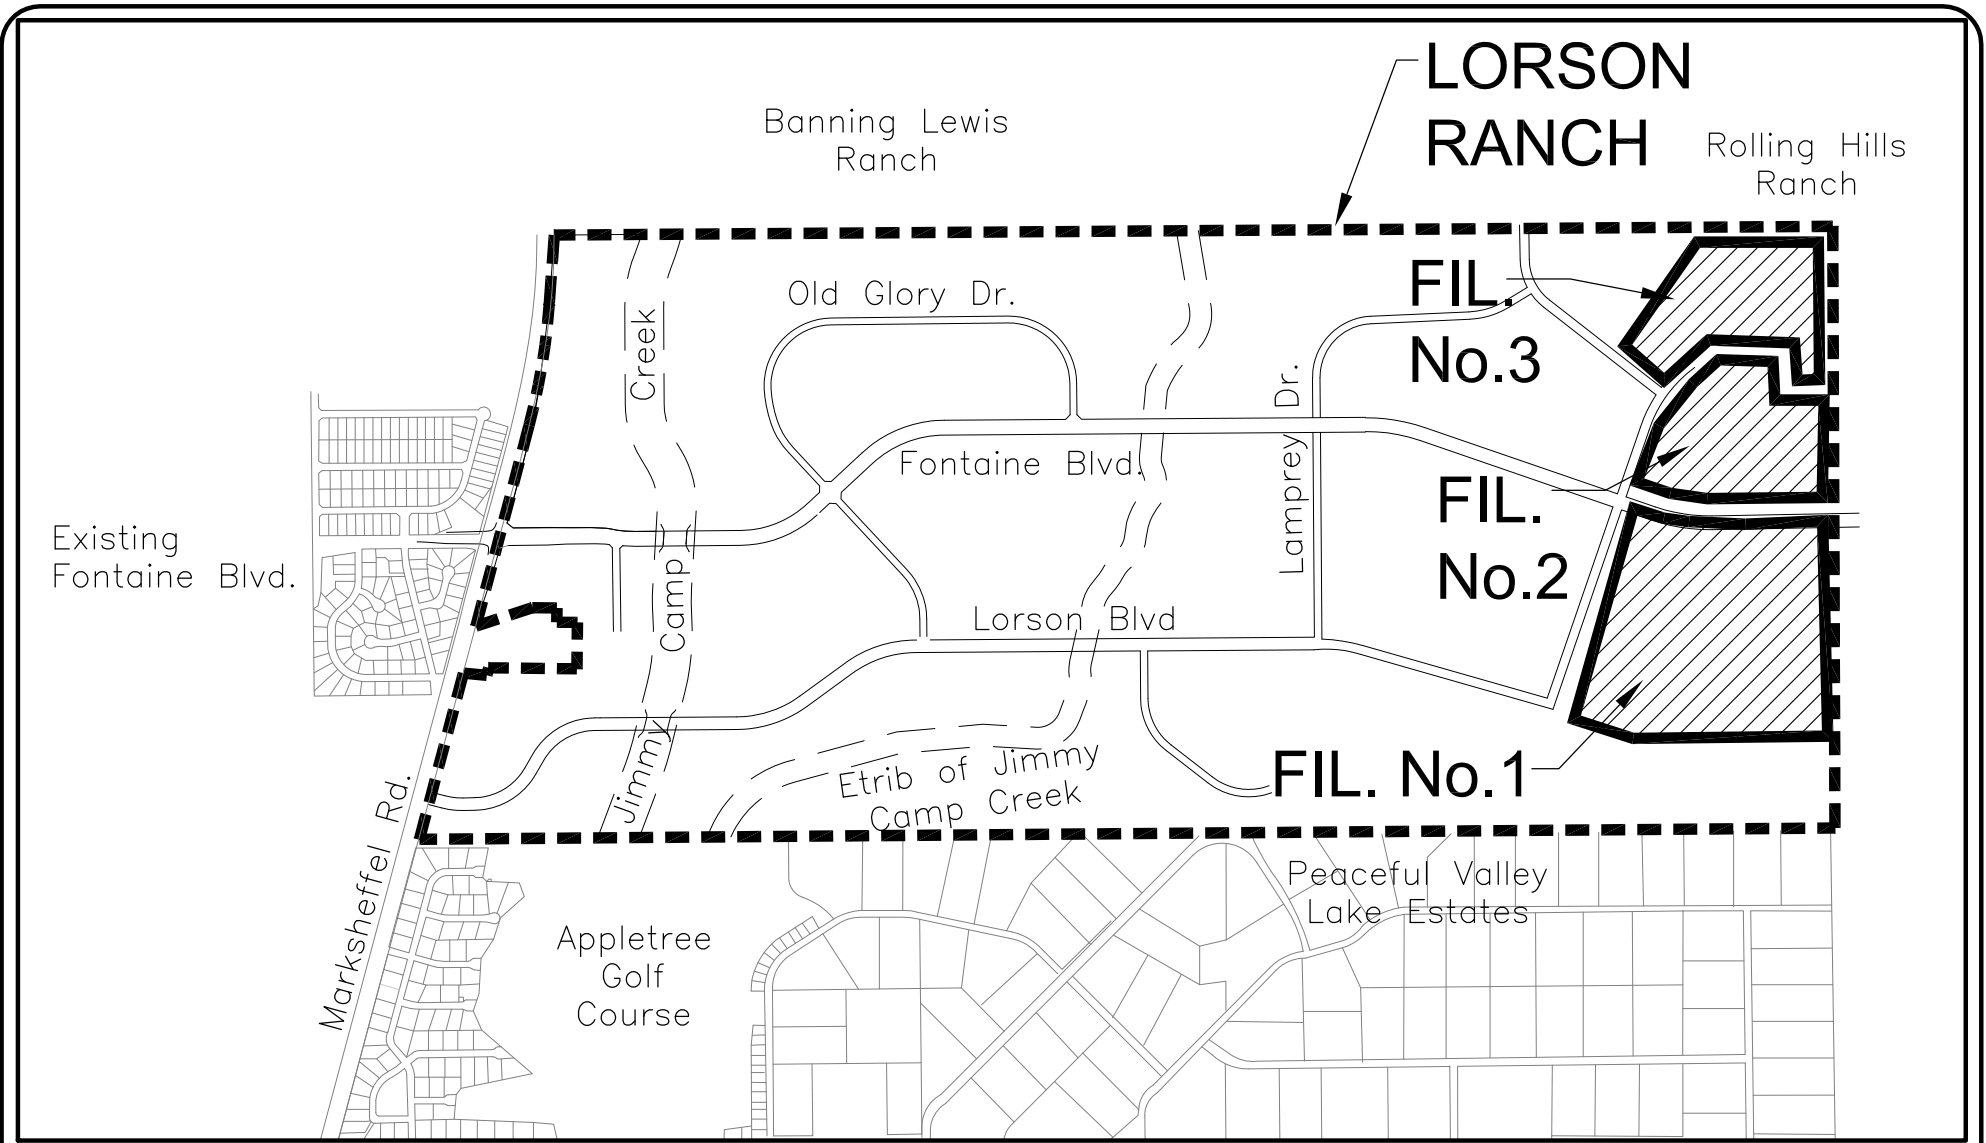 LORSON
RANCH
Banning Lewis
Ranch
Rolling Hills
Ranch
Old Glory Dr.
FIL.
No.3
Creek
Lamprey Dr.
Fontaine Blvd.
FIL.
No.2
Existing
Fontaine Blvd.
Camp
Lorson Blvd
Jimmy
Etrib of Jimmy
Camp Creek
FIL. No.1
Marksheffel Rd.
Peaceful Valley
Lake Estates
Appletree
Golf
Course